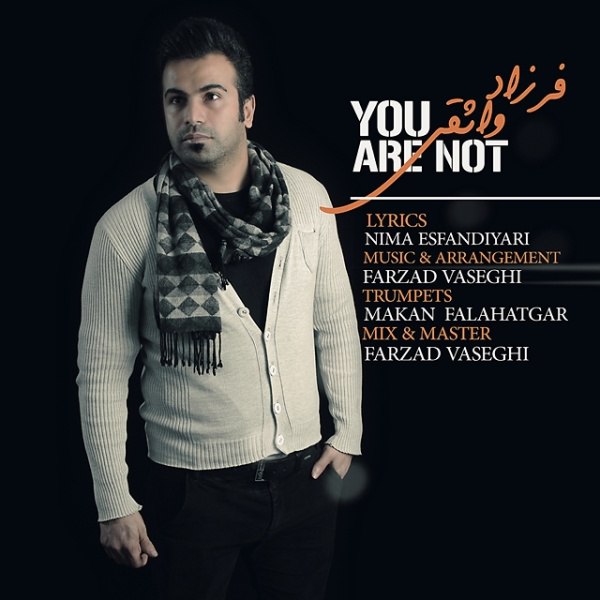 فرزاد
واثقی
YOU
ARE NOT
LYRICS
NIMA ESFANDIYARI
MUSIC & ARRANGEMENT
FARZAD VASEGHI
TRUMPETS
MAKAN FALAHATGAR
MIX & MASTER
FARZAD VASEGHI